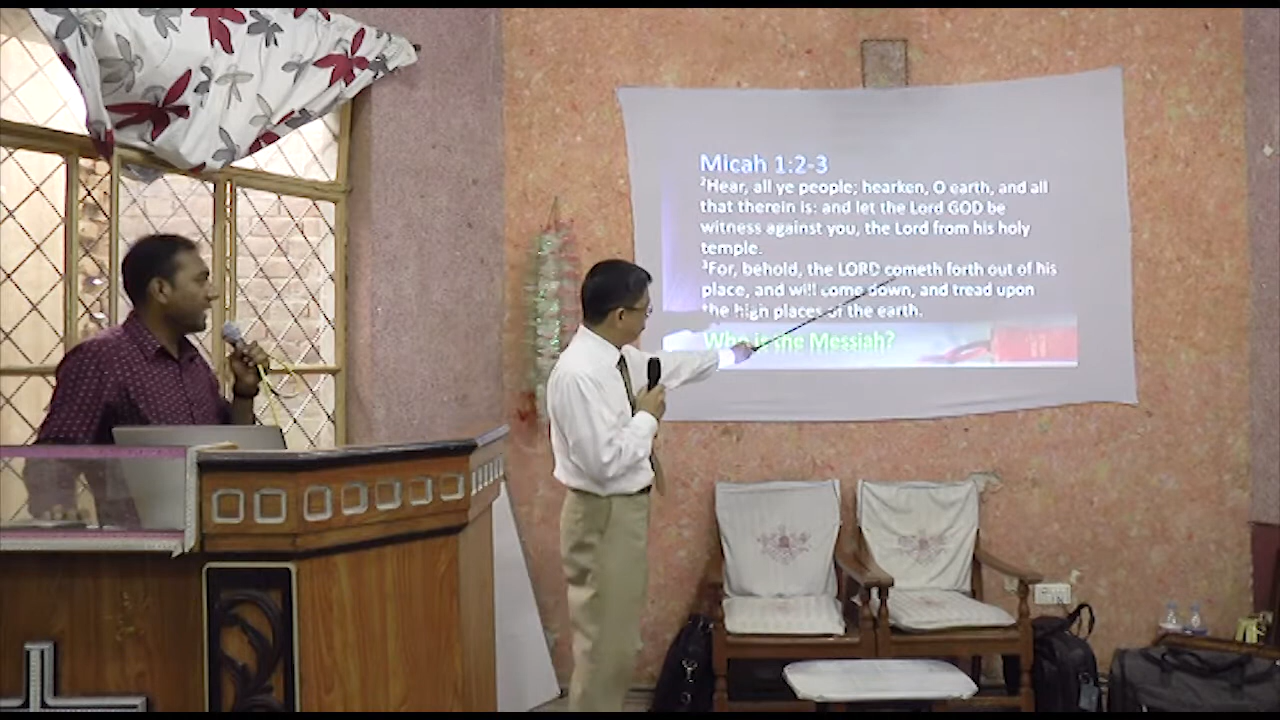 Micah 1:2-3
²Hear, all ye people; hearken, O earth, and all
that therein is: and let the Lord GOD be
witness against you, the Lord from his holy
temple.
³For, behold, the LORD cometh forth out of his
place, and will come down, and tread upon
the high places of the earth.
Who is the Messiah?